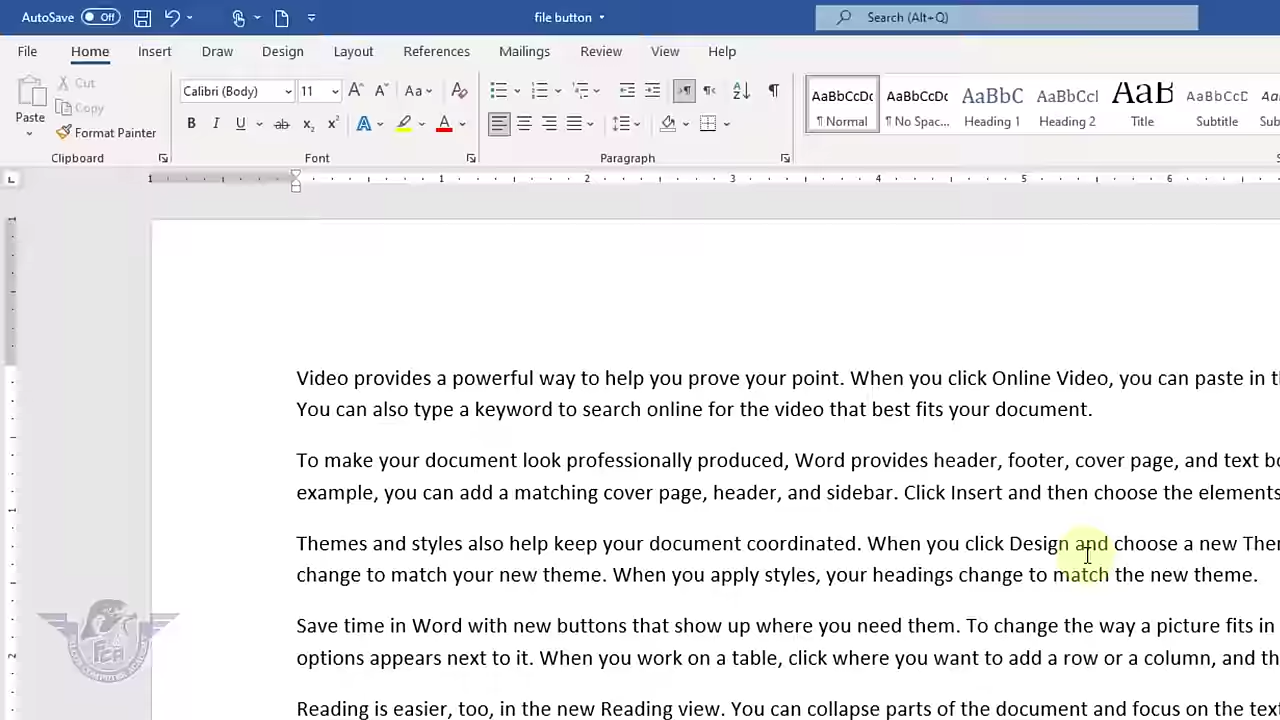 AutoSave Off file button Search (Alt+Q)
File Home Insert Draw Design Layout References Mailings Review View Help
Paste
Cut
Copy
Format Painter
Clipboard
Calibri (Body) 11
Font
Paragraph
AaBbCcDc AaBbCcDc AaBbC AaBbCcI AaB AaBbCcD
¶ Normal ¶ No Spac... Heading 1 Heading 2 Title Subtitle
1 1 2 3 4 5 6
Video provides a powerful way to help you prove your point. When you click Online Video, you can paste in
You can also type a keyword to search online for the video that best fits your document.
To make your document look professionally produced, Word provides header, footer, cover page, and text
example, you can add a matching cover page, header, and sidebar. Click Insert and then choose the elements
Themes and styles also help keep your document coordinated. When you click Design and choose a new
change to match your new theme. When you apply styles, your headings change to match the new theme.
Save time in Word with new buttons that show up where you need them. To change the way a picture fits in
options appears next to it. When you work on a table, click where you want to add a row or a column, and
Reading is easier, too, in the new Reading view. You can collapse parts of the document and focus on the